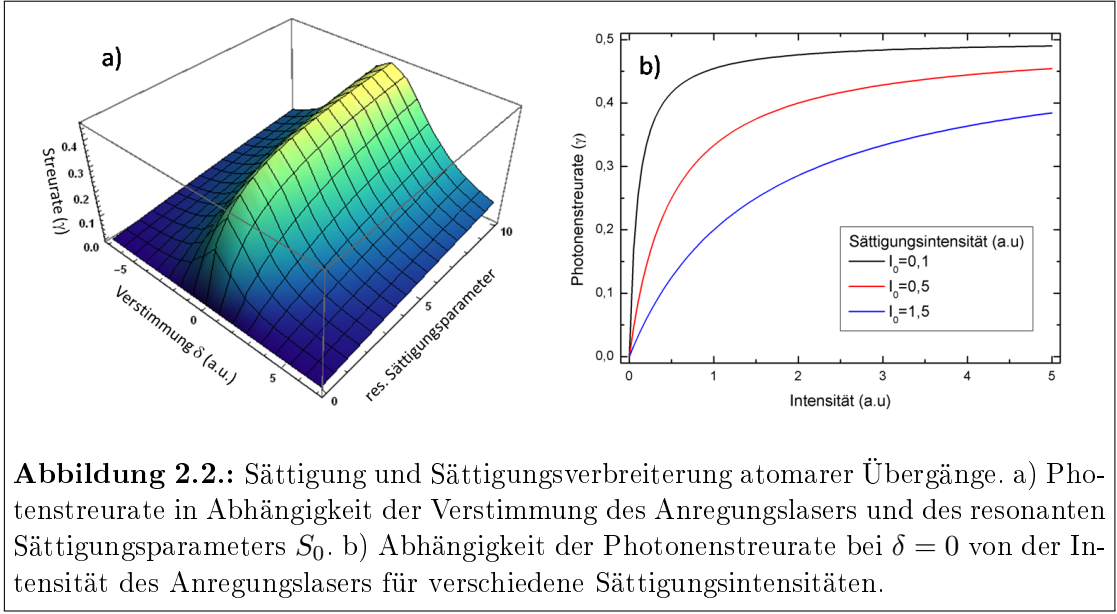 a)
Streurate (γ)
0.4
0.3
0.2
0.1
0.0
−5
0
5
Verstimmung δ (a.u.)
0
5
10
res. Sättigungsparameter
b)
Photonenstreurate (γ)
0,5
0,4
0,3
0,2
0,1
0,0
0
1
2
3
4
5
Intensität (a.u)
Sättigungsintensität (a.u)
I₀=0,1
I₀=0,5
I₀=1,5
Abbildung 2.2.: Sättigung und Sättigungsverbreiterung atomarer Übergänge. a) Pho-
tenstreurate in Abhängigkeit der Verstimmung des Anregungslasers und des resonanten
Sättigungsparameters S₀. b) Abhängigkeit der Photonenstreurate bei δ = 0 von der In-
tensität des Anregungslasers für verschiedene Sättigungsintensitäten.